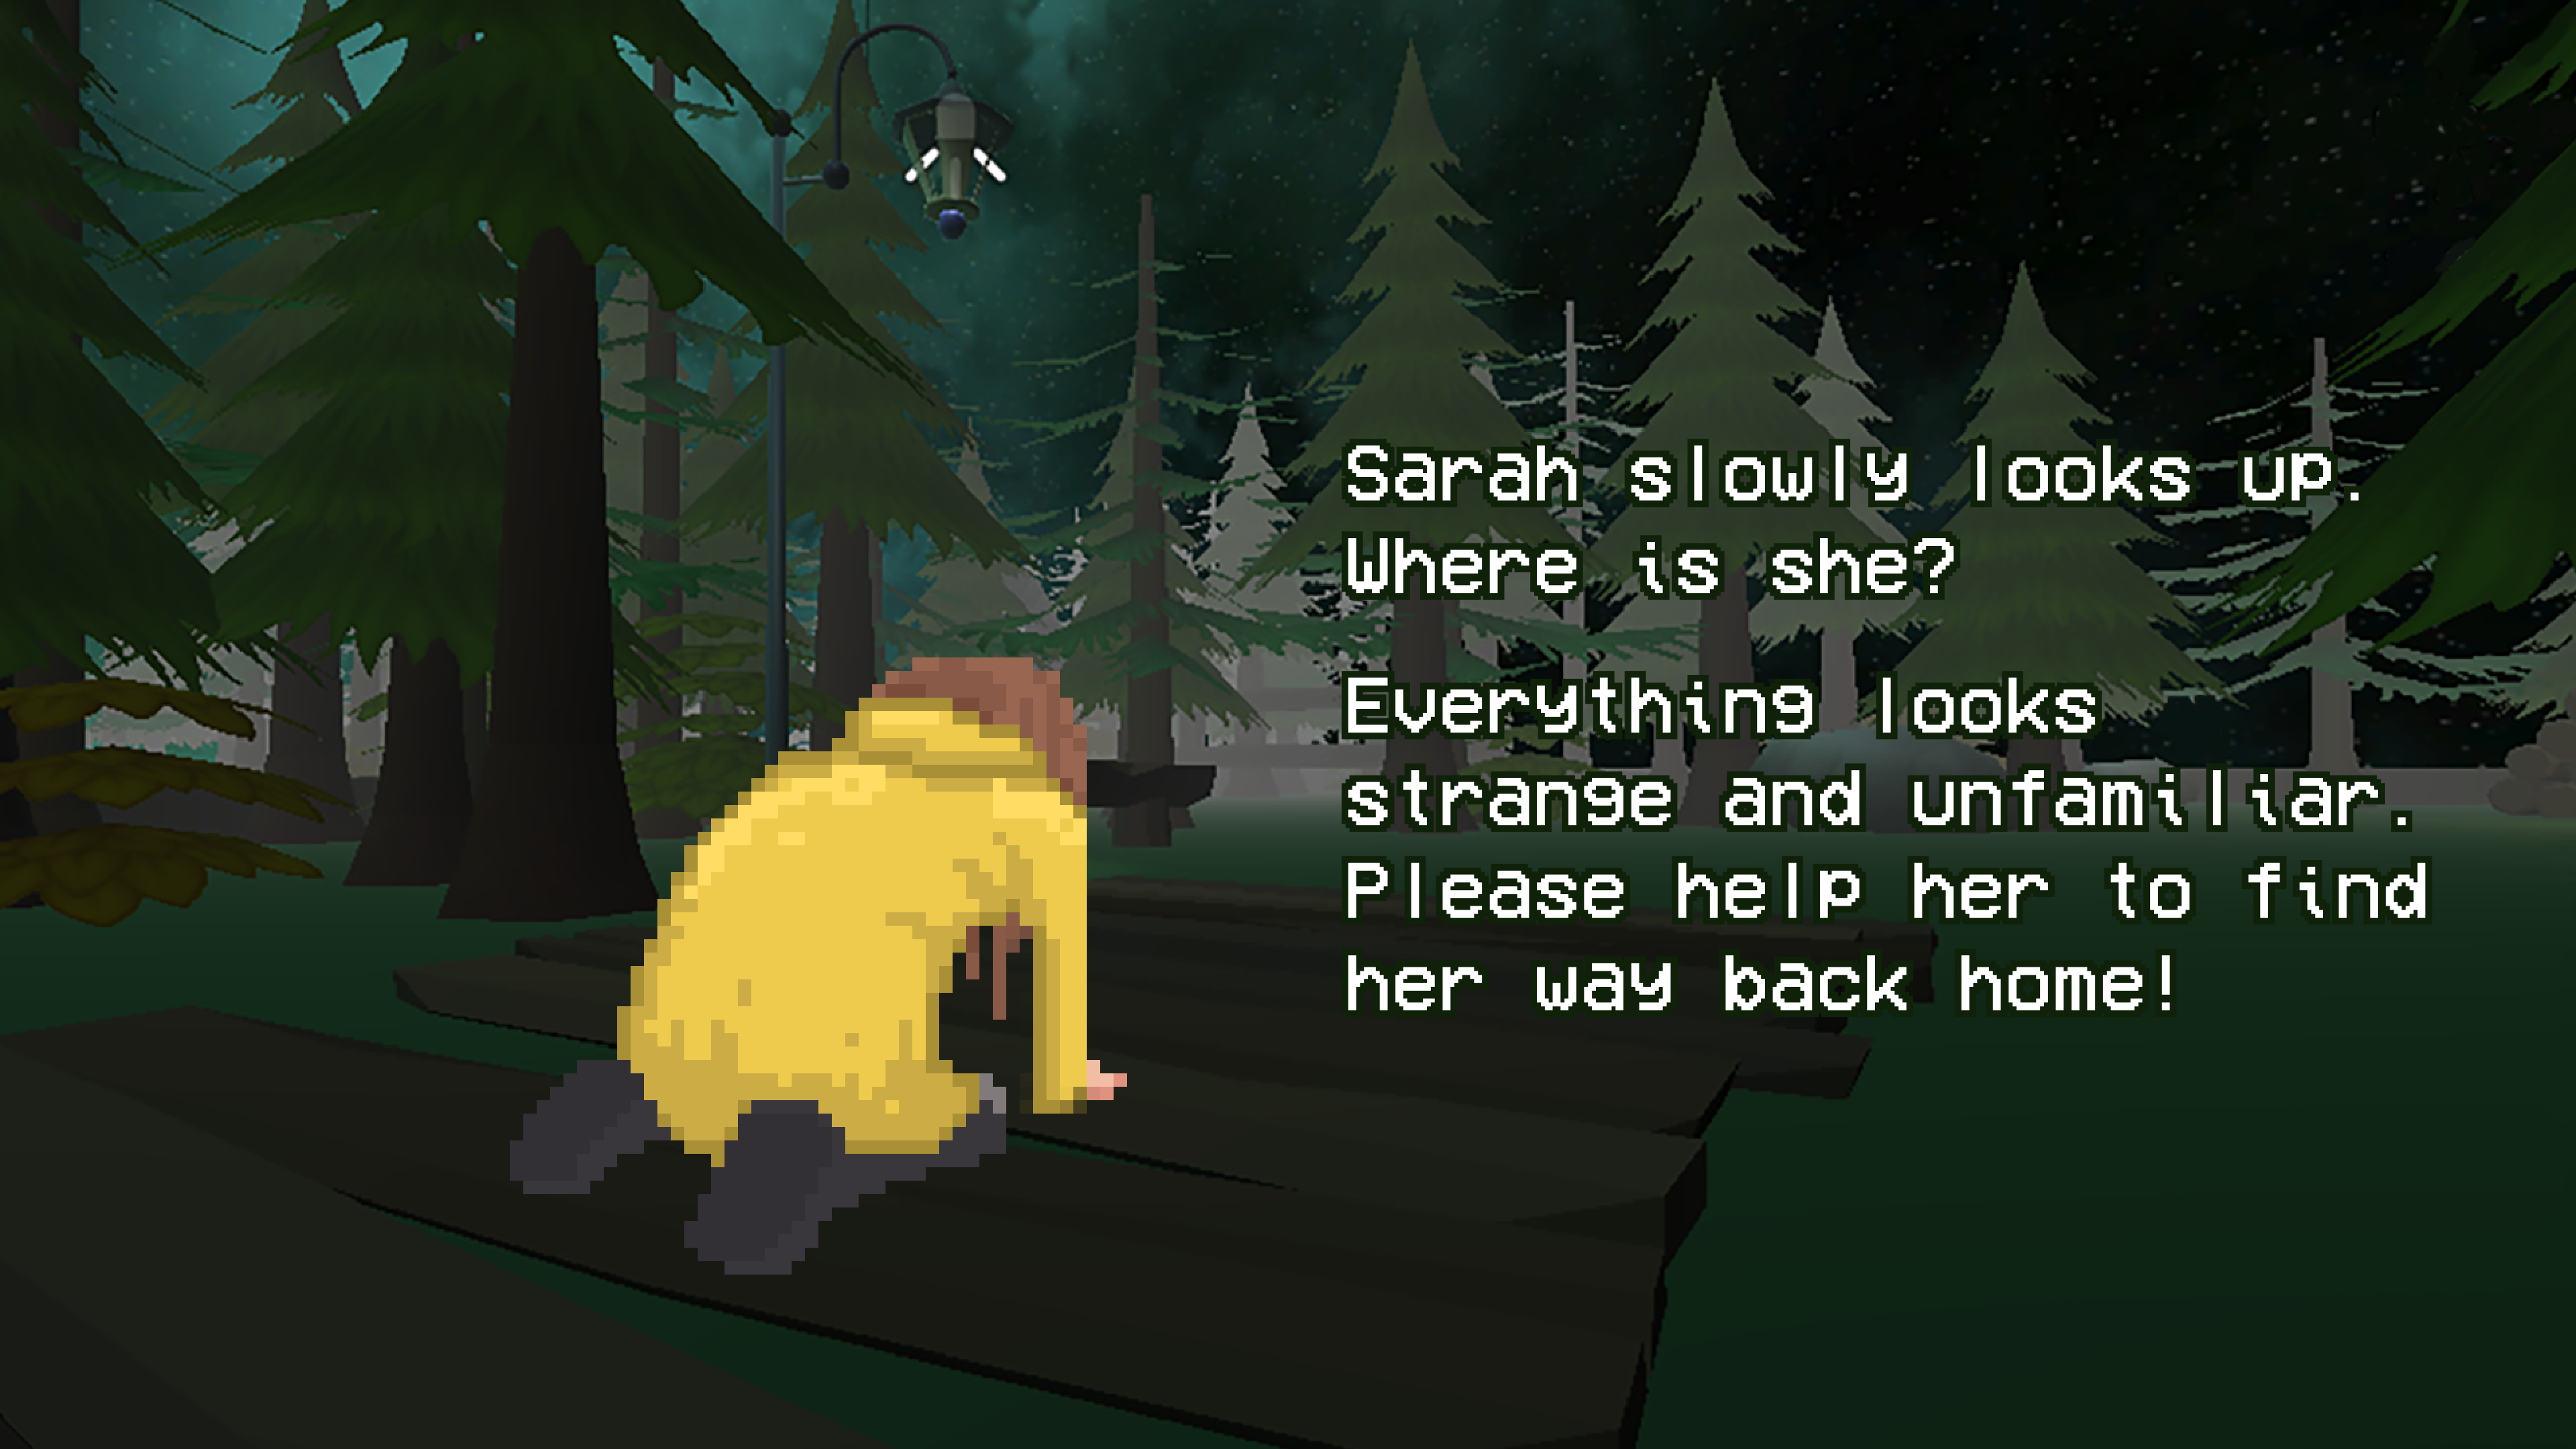 Sarah slowly looks up.
Where is she?
Everything looks
strange and unfamiliar.
Please help her to find
her way back home!